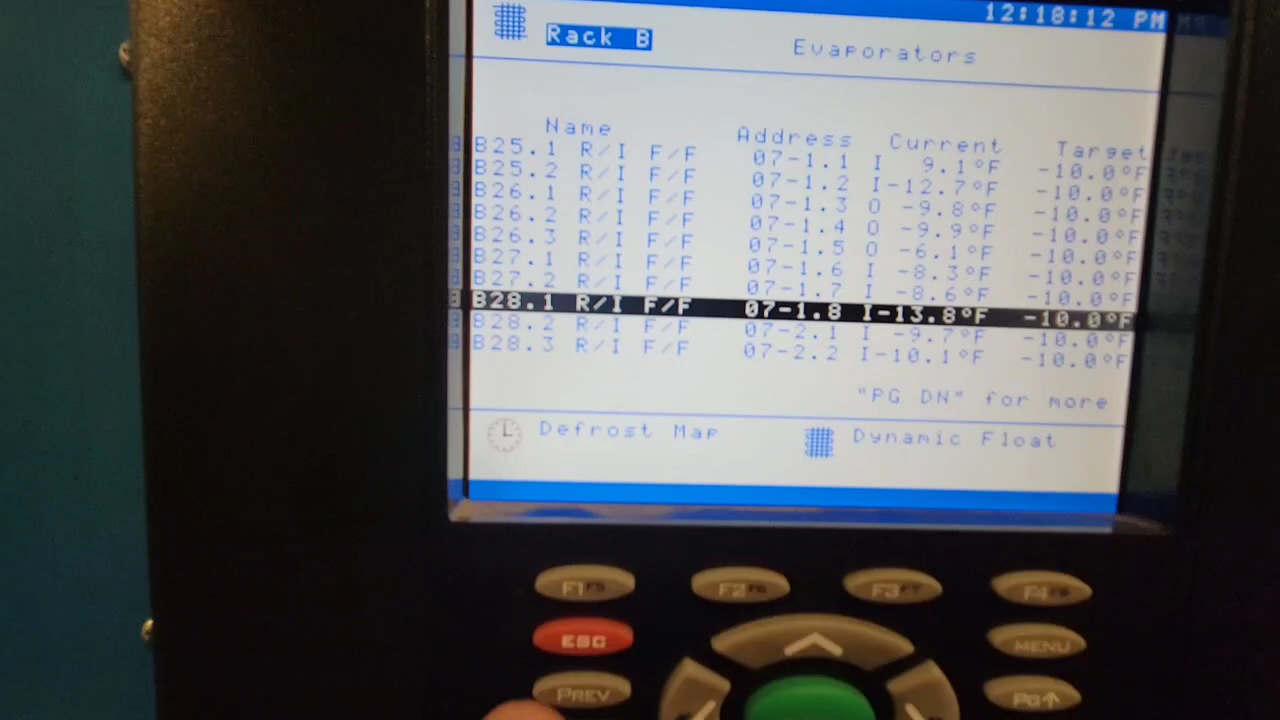 12:18:12 PM
Rack B
Evaporators
Name Address Current Target
B25.1 R/I F/F 07-1.1 I 9.1°F -10.0°F
B25.2 R/I F/F 07-1.2 I-12.7°F -10.0°F
B26.1 R/I F/F 07-1.3 O -9.8°F -10.0°F
B26.2 R/I F/F 07-1.4 O -9.9°F -10.0°F
B26.3 R/I F/F 07-1.5 O -6.1°F -10.0°F
B27.1 R/I F/F 07-1.6 I -8.3°F -10.0°F
B27.2 R/I F/F 07-1.7 I -8.6°F -10.0°F
B28.1 R/I F/F 07-1.8 I-13.8°F -10.0°F
B28.2 R/I F/F 07-2.1 I -9.7°F -10.0°F
B28.3 R/I F/F 07-2.2 I-10.1°F -10.0°F
"PG DN" for more
Defrost Map
Dynamic Float
F1 F2 F3 F4
ESC MENU
PREV PG↑